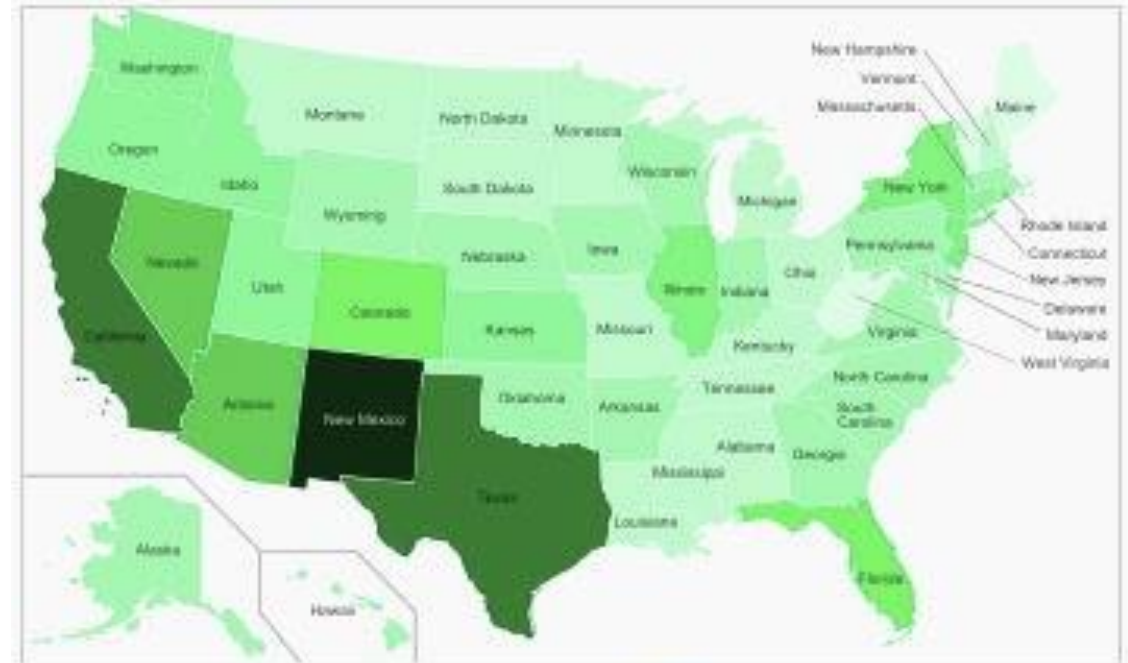 New Hampshire
Vermont
Massachusetts
Washington
Montana
North Dakota
Minnesota
Maine
Oregon
Idaho
Wyoming
South Dakota
Wisconsin
Michigan
New York
Rhode Island
Connecticut
New Jersey
Delaware
Maryland
West Virginia
Nevada
Utah
Colorado
Nebraska
Iowa
Illinois
Indiana
Ohio
Pennsylvania
California
Kansas
Missouri
Kentucky
Virginia
Arizona
New Mexico
Oklahoma
Arkansas
Tennessee
North Carolina
South
Carolina
Texas
Louisiana
Mississippi
Alabama
Georgia
Florida
Alaska
Hawaii